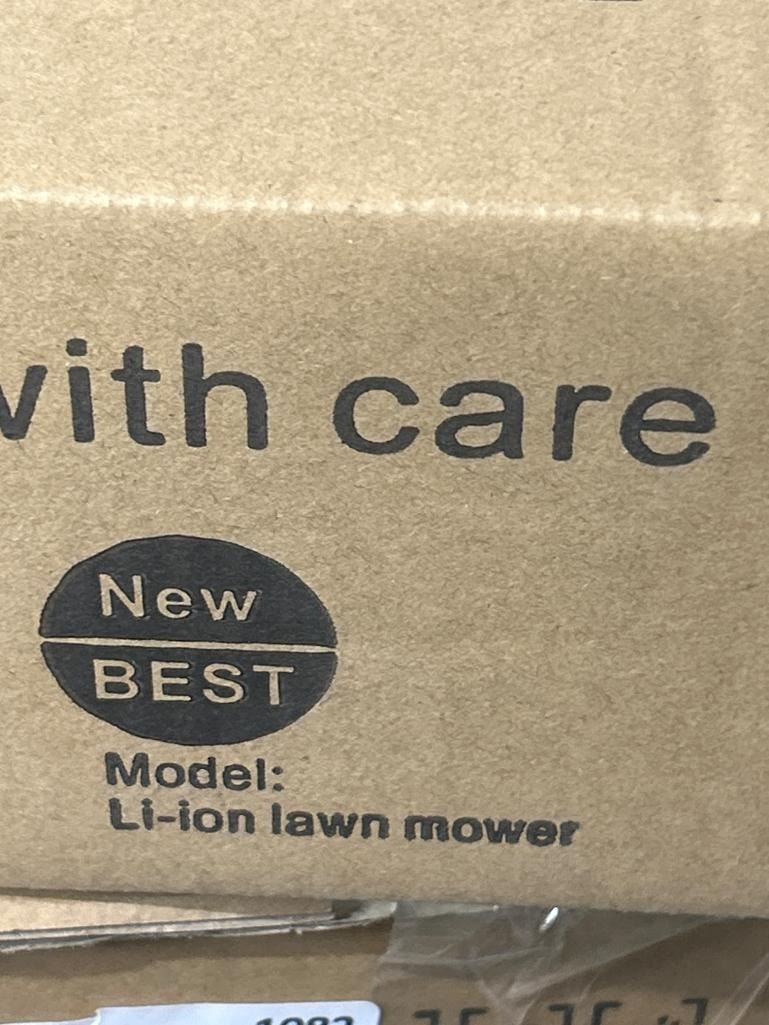 with care
New
BEST
Model:
Li-ion lawn mower